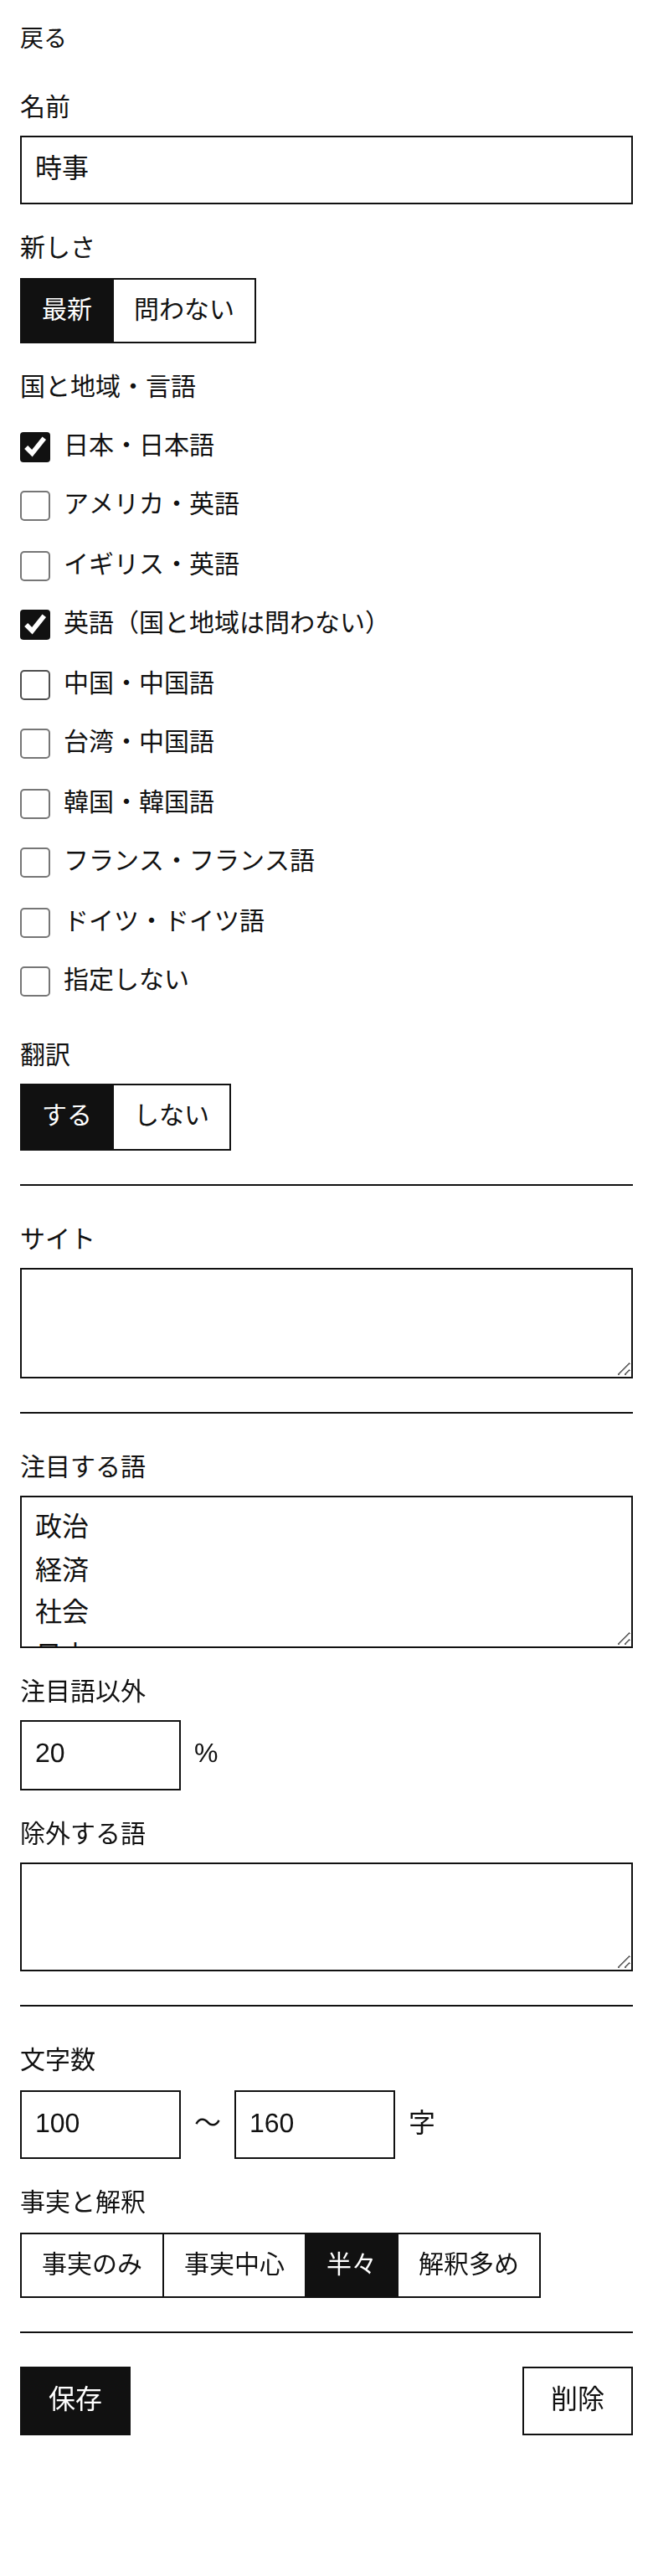 戻る
名前
時事
新しさ
最新 問わない
国と地域・言語
日本・日本語
アメリカ・英語
イギリス・英語
英語（国と地域は問わない）
中国・中国語
台湾・中国語
韓国・韓国語
フランス・フランス語
ドイツ・ドイツ語
指定しない
翻訳
する しない
サイト
注目する語
政治
経済
社会
注目語以外
20 %
除外する語
文字数
100 〜 160 字
事実と解釈
事実のみ 事実中心 半々 解釈多め
保存 削除